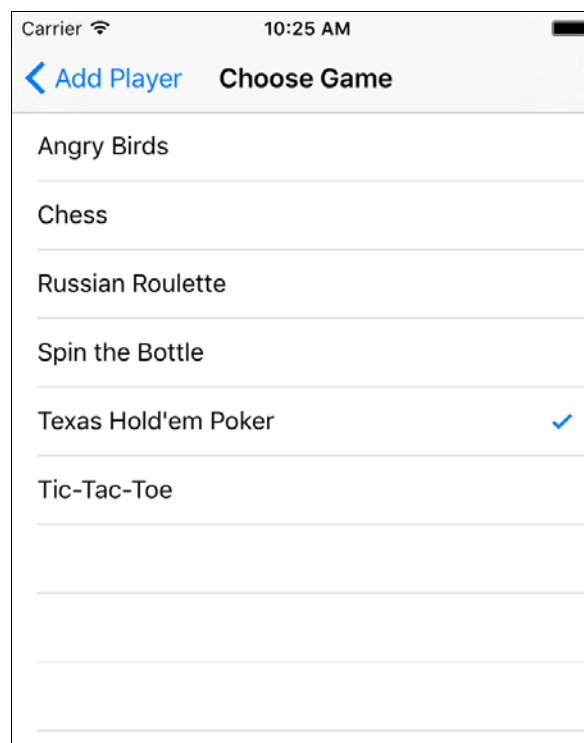 Carrier 10:25 AM
Add Player Choose Game
Angry Birds
Chess
Russian Roulette
Spin the Bottle
Texas Hold'em Poker
Tic-Tac-Toe